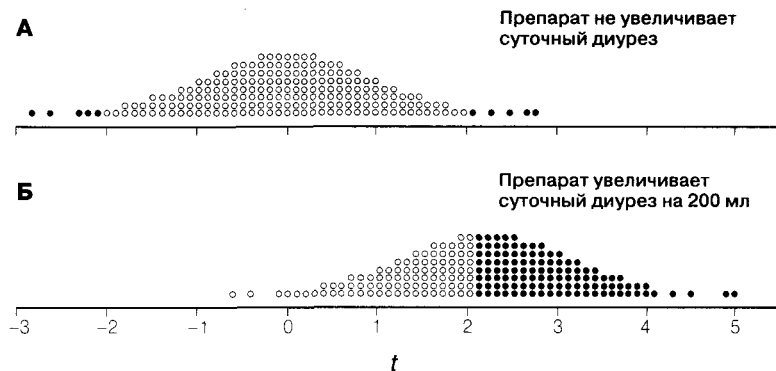 А
Препарат не увеличивает
суточный диурез
Б
Препарат увеличивает
суточный диурез на 200 мл
−3 −2 −1 0 1 2 3 4 5
t